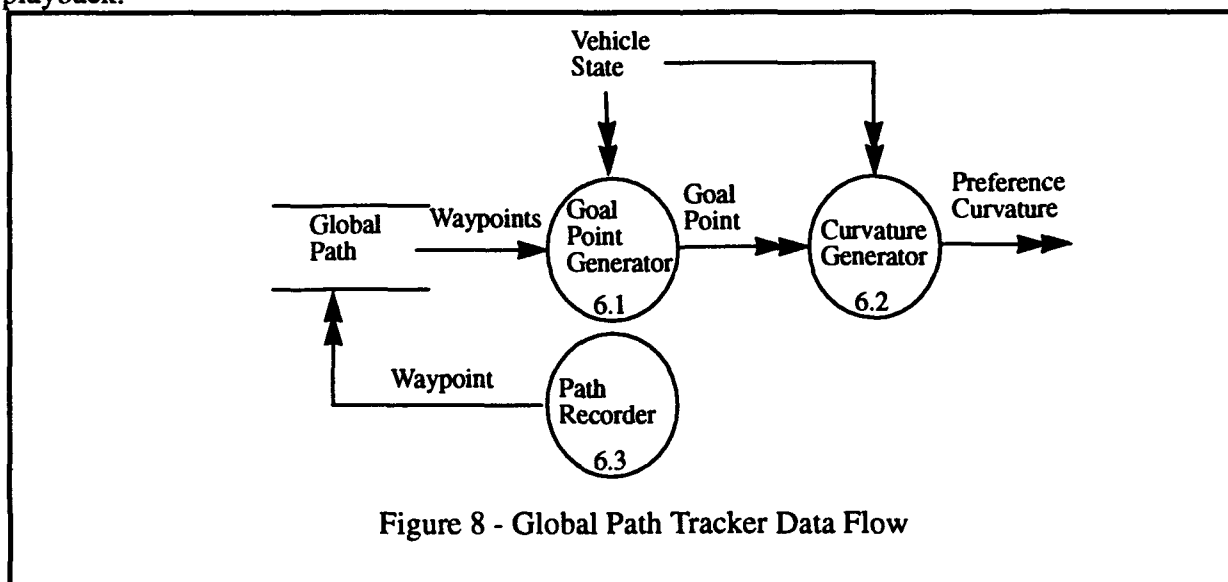 playback.
Vehicle
State
Preference
Curvature
Goal
Point
Goal
Point
Generator
6.1
Waypoints
Global
Path
Curvature
Generator
6.2
Waypoint
Path
Recorder
6.3
Figure 8 - Global Path Tracker Data Flow